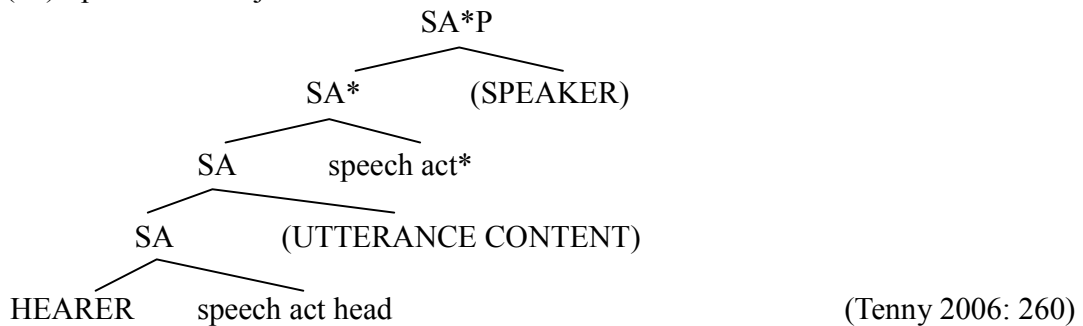 SA*P
SA* (SPEAKER)
SA speech act*
SA (UTTERANCE CONTENT)
HEARER speech act head (Tenny 2006: 260)